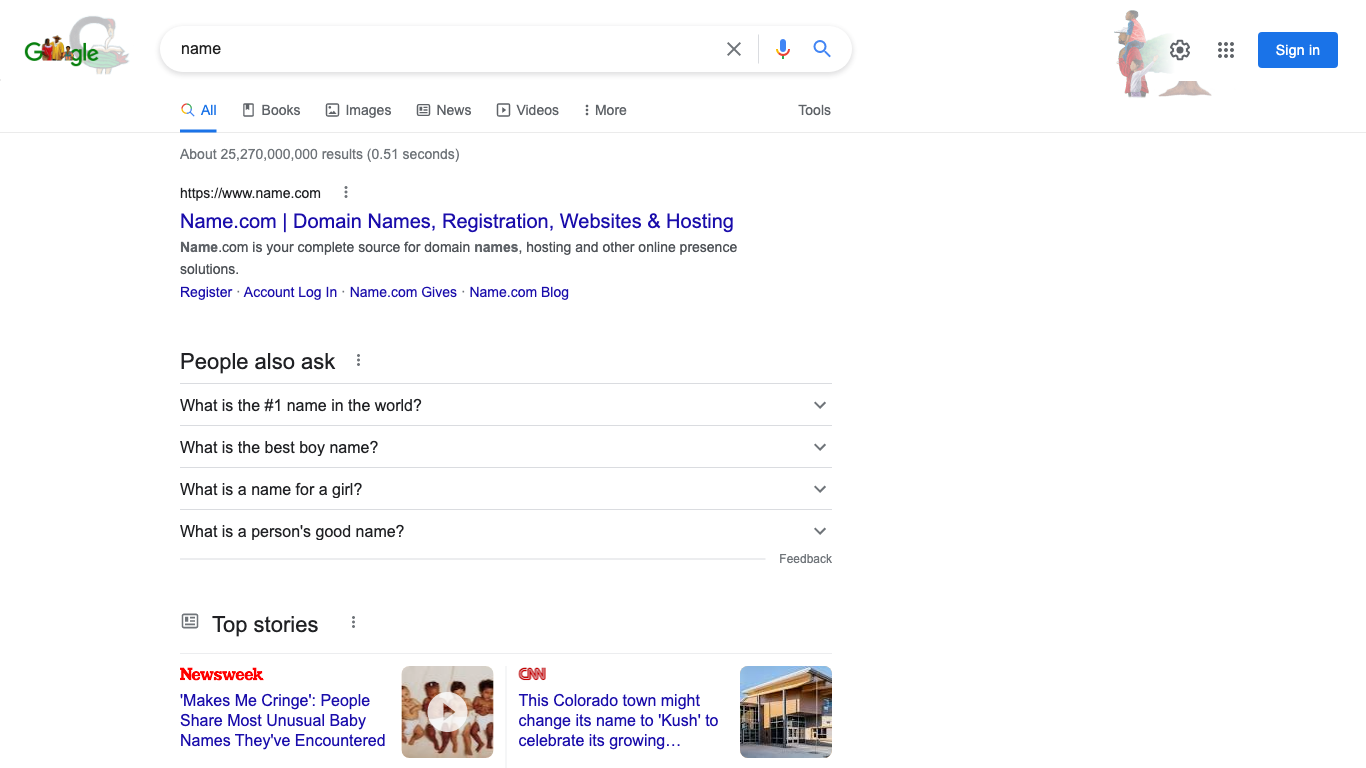 Google
name
Sign in
All
Books
Images
News
Videos
More
Tools
About 25,270,000,000 results (0.51 seconds)
https://www.name.com
Name.com | Domain Names, Registration, Websites & Hosting
Name.com is your complete source for domain names, hosting and other online presence
solutions.
Register · Account Log In · Name.com Gives · Name.com Blog
People also ask
What is the #1 name in the world?
What is the best boy name?
What is a name for a girl?
What is a person's good name?
Feedback
Top stories
Newsweek
'Makes Me Cringe': People
Share Most Unusual Baby
Names They've Encountered
CNN
This Colorado town might
change its name to 'Kush' to
celebrate its growing…